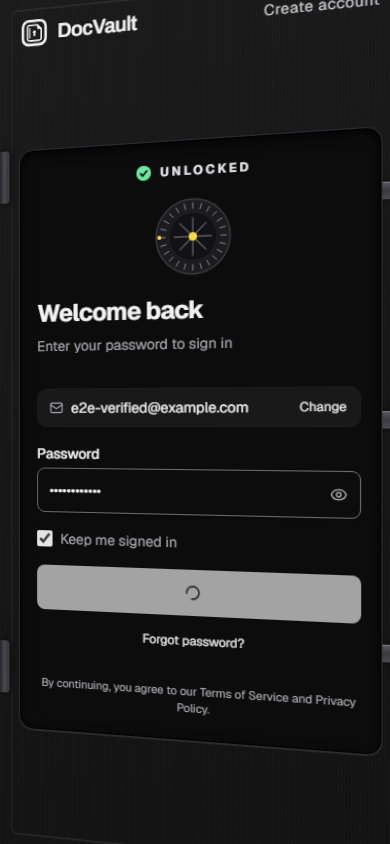 DocVault
Create account
UNLOCKED
Welcome back
Enter your password to sign in
e2e-verified@example.com
Change
Password
••••••••••••
Keep me signed in
Forgot password?
By continuing, you agree to our Terms of Service and Privacy
Policy.